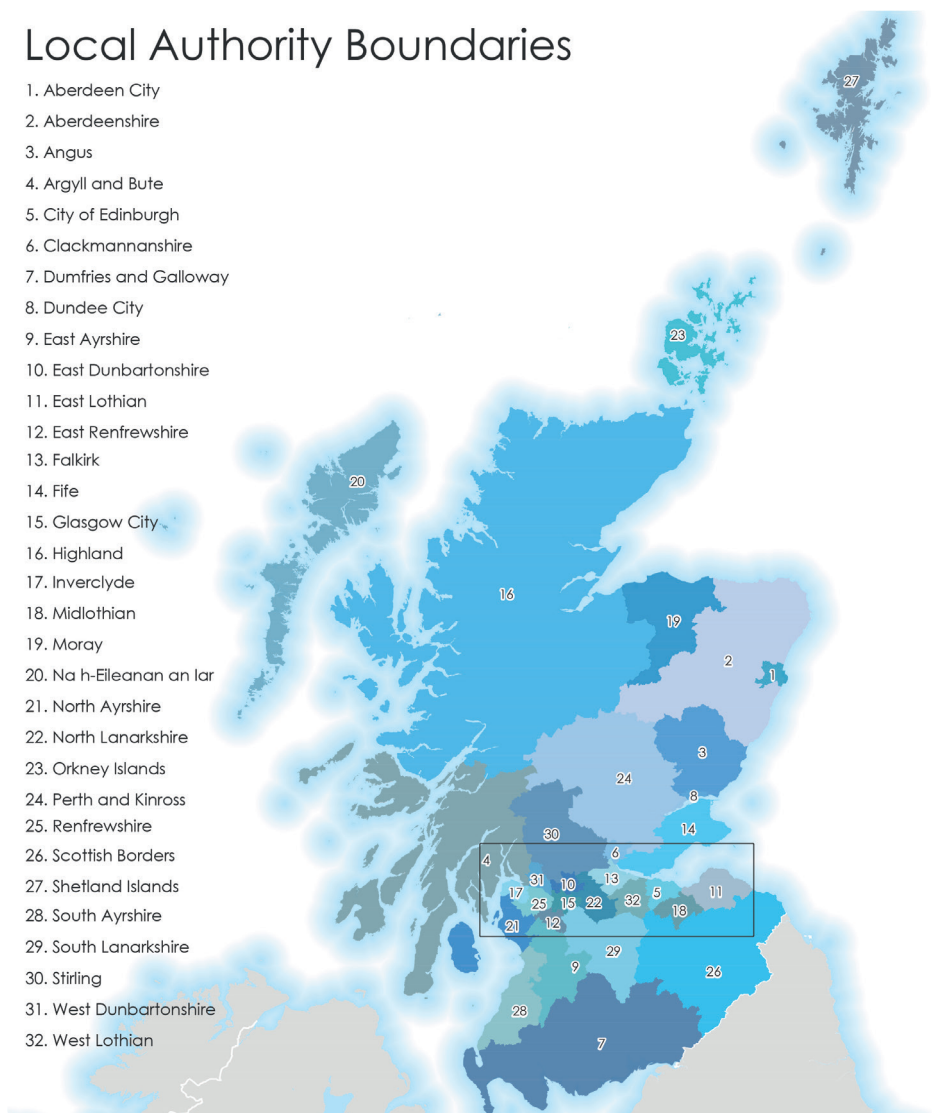 Local Authority Boundaries
1. Aberdeen City
2. Aberdeenshire
3. Angus
4. Argyll and Bute
5. City of Edinburgh
6. Clackmannanshire
7. Dumfries and Galloway
8. Dundee City
9. East Ayrshire
10. East Dunbartonshire
11. East Lothian
12. East Renfrewshire
13. Falkirk
14. Fife
15. Glasgow City
16. Highland
17. Inverclyde
18. Midlothian
19. Moray
20. Na h-Eileanan an Iar
21. North Ayrshire
22. North Lanarkshire
23. Orkney Islands
24. Perth and Kinross
25. Renfrewshire
26. Scottish Borders
27. Shetland Islands
28. South Ayrshire
29. South Lanarkshire
30. Stirling
31. West Dunbartonshire
32. West Lothian
27
23
20
16
19
2
1
3
24
8
14
30
6
4
31
10
13
17
25
15
22
32
5
11
18
21
12
29
9
26
28
7